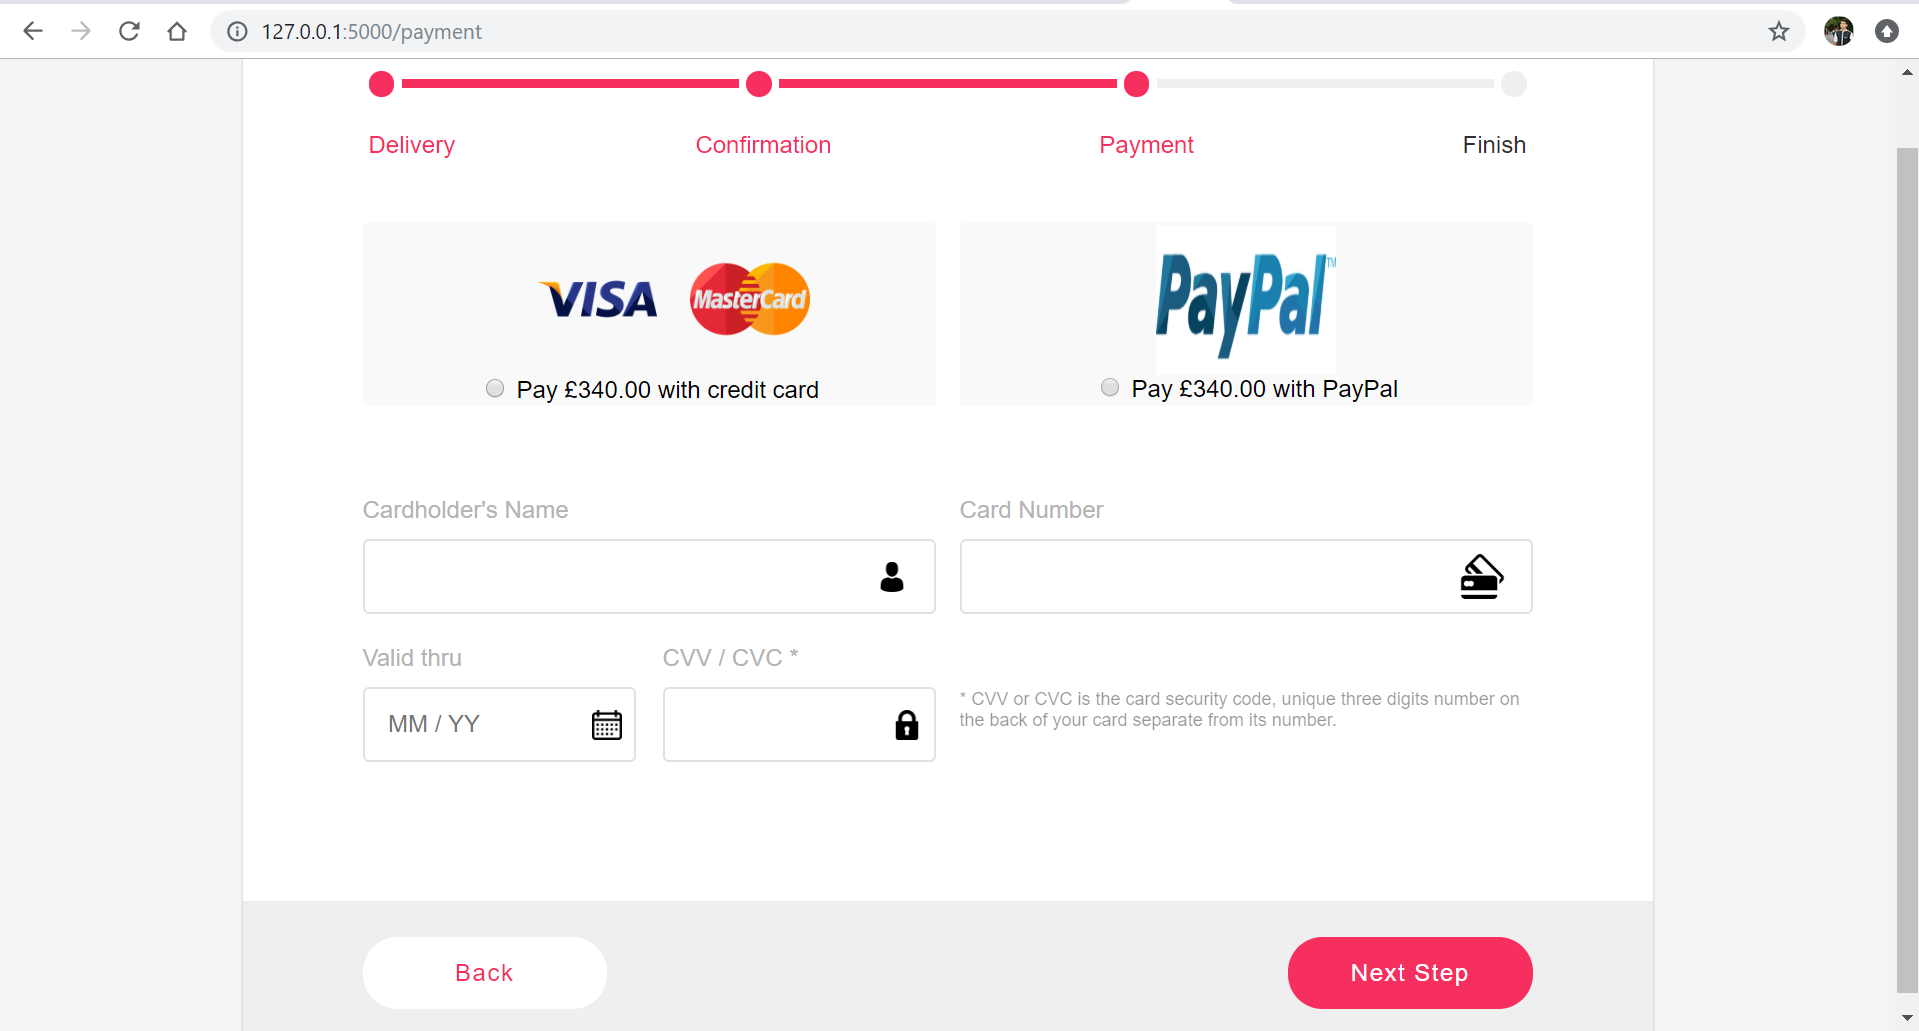 127.0.0.1:5000/payment
Delivery Confirmation Payment Finish
VISA MasterCard PayPal™
Pay £340.00 with credit card Pay £340.00 with PayPal
Cardholder's Name Card Number
Valid thru CVV / CVC *
MM / YY
* CVV or CVC is the card security code, unique three digits number on
the back of your card separate from its number.
Back Next Step